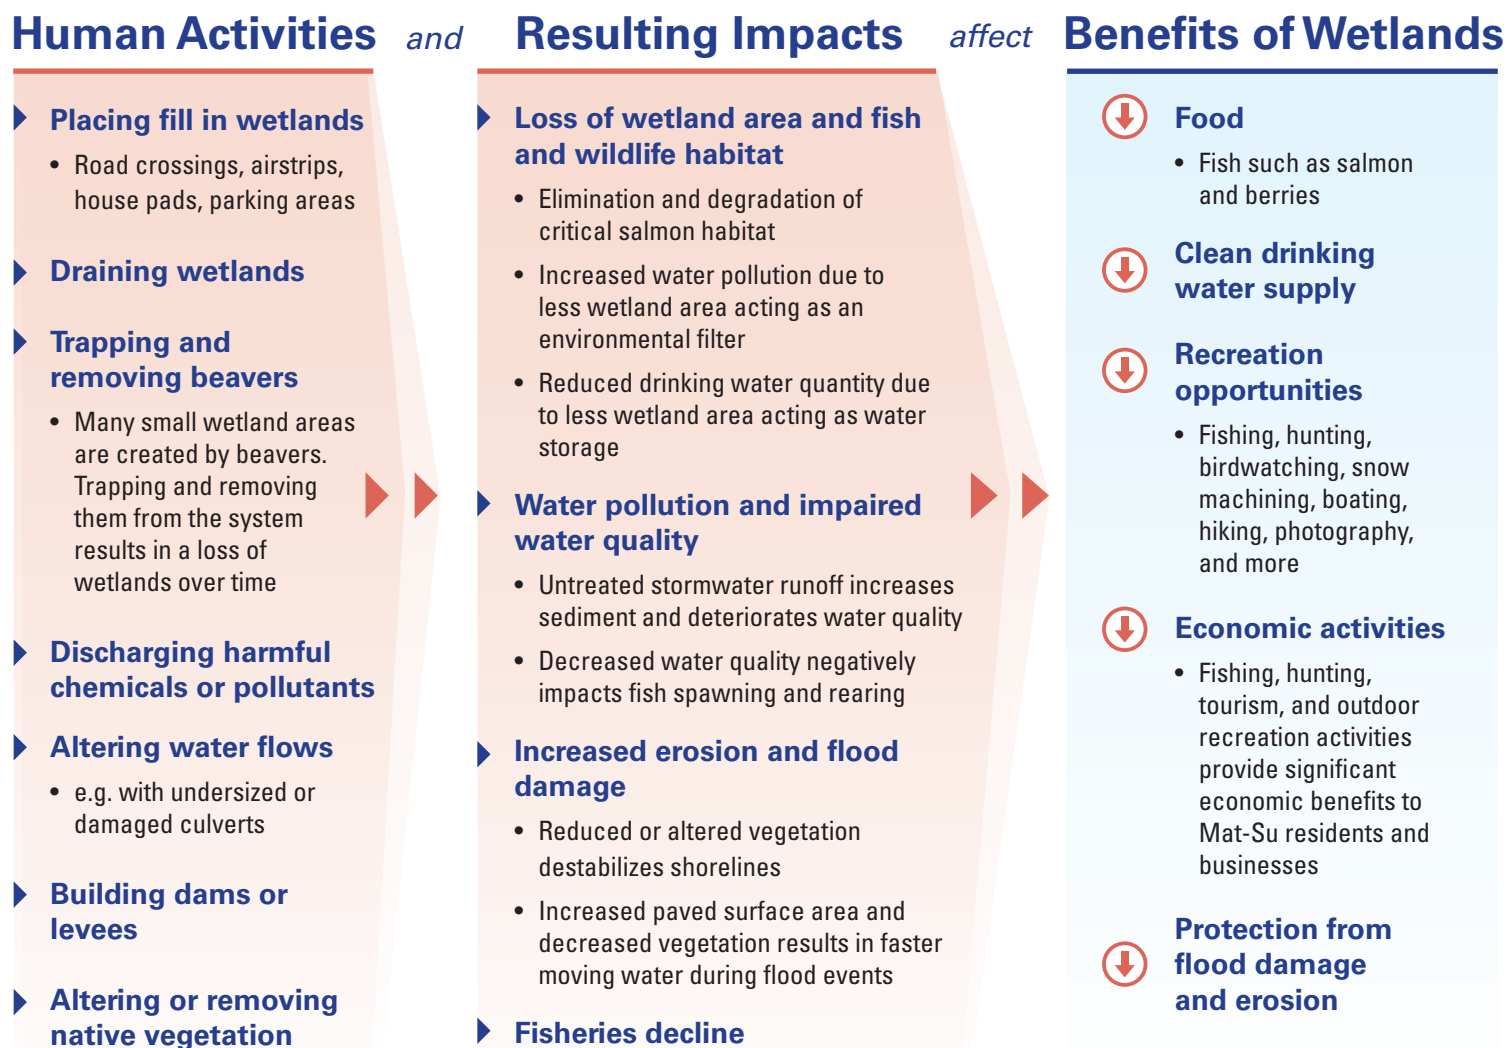 Human Activities and Resulting Impacts affect Benefits of Wetlands
Placing fill in wetlands
• Road crossings, airstrips,
house pads, parking areas
Draining wetlands
Trapping and
removing beavers
• Many small wetland areas
are created by beavers.
Trapping and removing
them from the system
results in a loss of
wetlands over time
Discharging harmful
chemicals or pollutants
Altering water flows
• e.g. with undersized or
damaged culverts
Building dams or
levees
Altering or removing
native vegetation
Loss of wetland area and fish
and wildlife habitat
• Elimination and degradation of
critical salmon habitat
• Increased water pollution due to
less wetland area acting as an
environmental filter
• Reduced drinking water quantity due
to less wetland area acting as water
storage
Water pollution and impaired
water quality
• Untreated stormwater runoff increases
sediment and deteriorates water quality
• Decreased water quality negatively
impacts fish spawning and rearing
Increased erosion and flood
damage
• Reduced or altered vegetation
destabilizes shorelines
• Increased paved surface area and
decreased vegetation results in faster
moving water during flood events
Fisheries decline
Food
• Fish such as salmon
and berries
Clean drinking
water supply
Recreation
opportunities
• Fishing, hunting,
birdwatching, snow
machining, boating,
hiking, photography,
and more
Economic activities
• Fishing, hunting,
tourism, and outdoor
recreation activities
provide significant
economic benefits to
Mat-Su residents and
businesses
Protection from
flood damage
and erosion